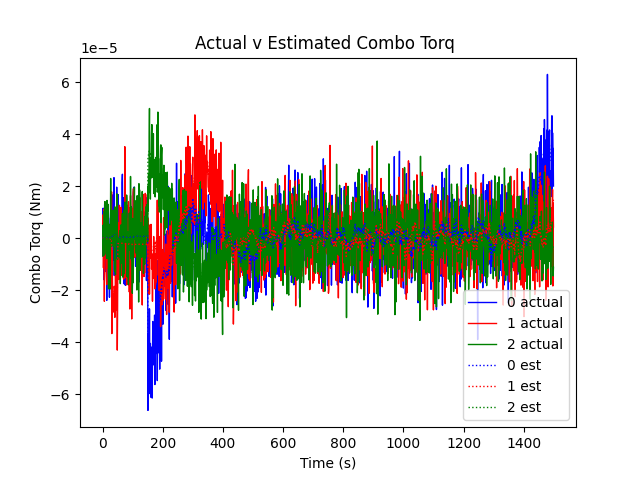 Actual v Estimated Combo Torq
1e−5
6
4
2
0
−2
−4
−6
Combo Torq (Nm)
0 actual
1 actual
2 actual
0 est
1 est
2 est
0 200 400 600 800 1000 1200 1400
Time (s)